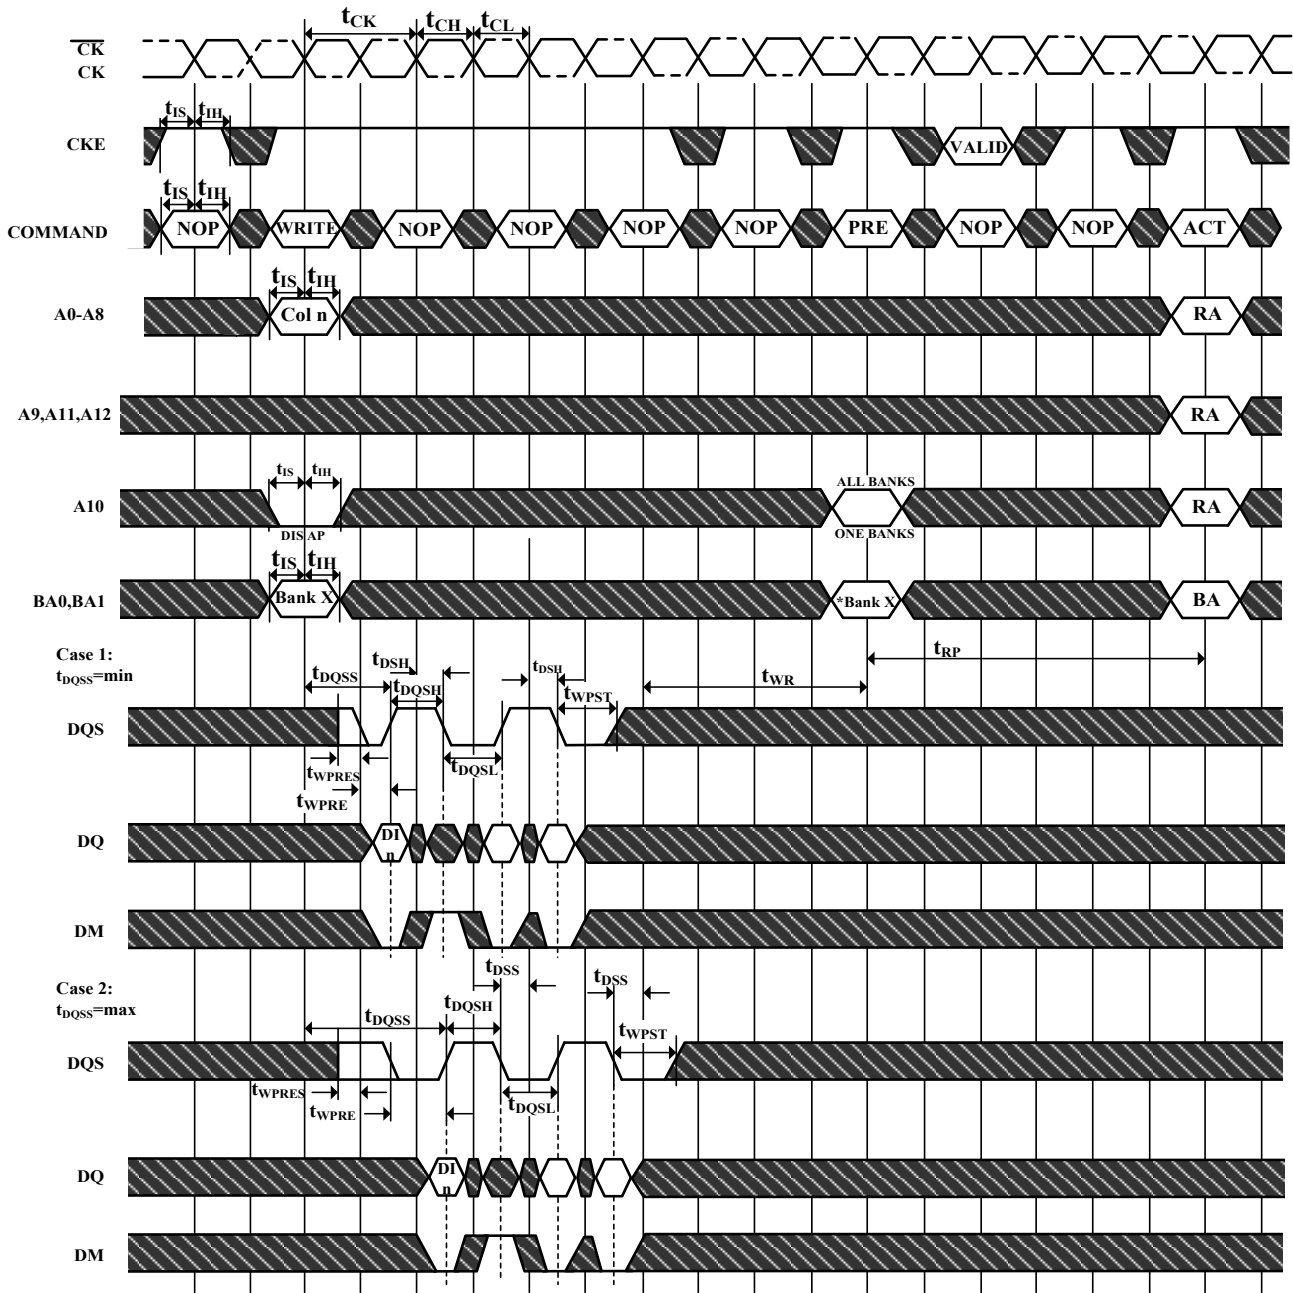 tCK tCH tCL
CK
CK
tIS tIH
CKE VALID
tIS tIH
COMMAND NOP WRITE NOP NOP NOP NOP PRE NOP NOP ACT
tIS tIH
A0-A8 Col n RA
A9,A11,A12 RA
tIS tIH ALL BANKS
A10 RA
DIS AP ONE BANKS
tIS tIH
BA0,BA1 Bank X *Bank X BA
Case 1:
tDQSS=min
tDQSS tDSH tDSH tRP
tDQSH tWPST tWR
DQS
tWPRES tDQSL
tWPRE
DQ DI
n
DM
Case 2:
tDQSS=max
tDSS tDSS
tDQSS tDQSH tWPST
DQS
tWPRES tWPRE tDQSL
DQ DI
n
DM